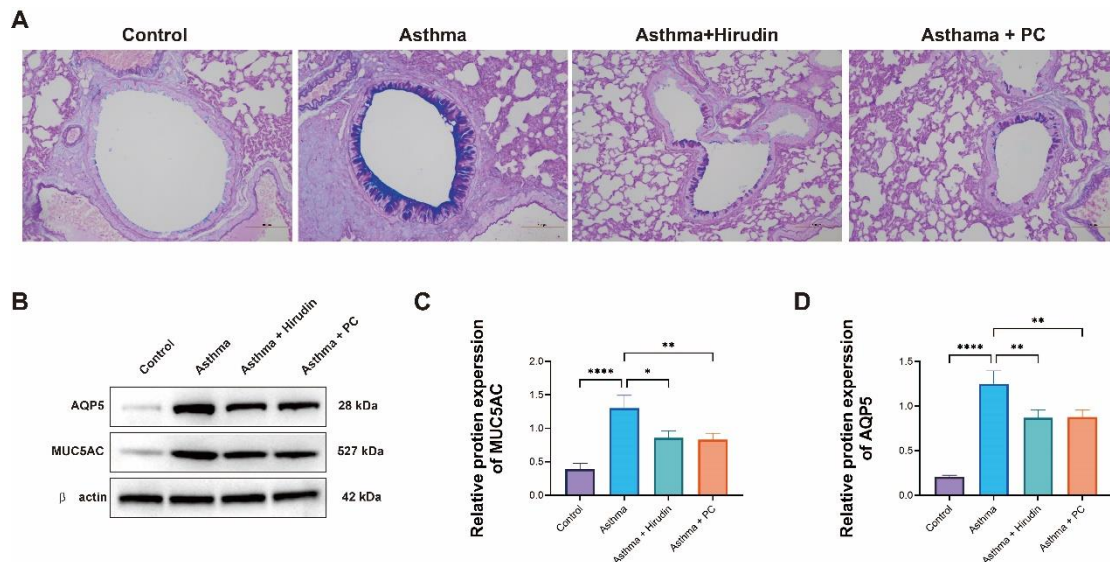 A
Control
Asthma
Asthma+Hirudin
Asthama + PC
B
Control
Asthma
Asthma + Hirudin
Asthma + PC
AQP5
28 kDa
MUC5AC
527 kDa
β actin
42 kDa
C
Relative protien experssion
of MUC5AC
2.0
1.5
1.0
0.5
0.0
****
*
**
Control
Asthma
Asthma + Hirudin
Asthma + PC
D
Relative protien experssion
of AQP5
1.5
1.0
0.5
0.0
****
**
**
Control
Asthma
Asthma + Hirudin
Asthma + PC